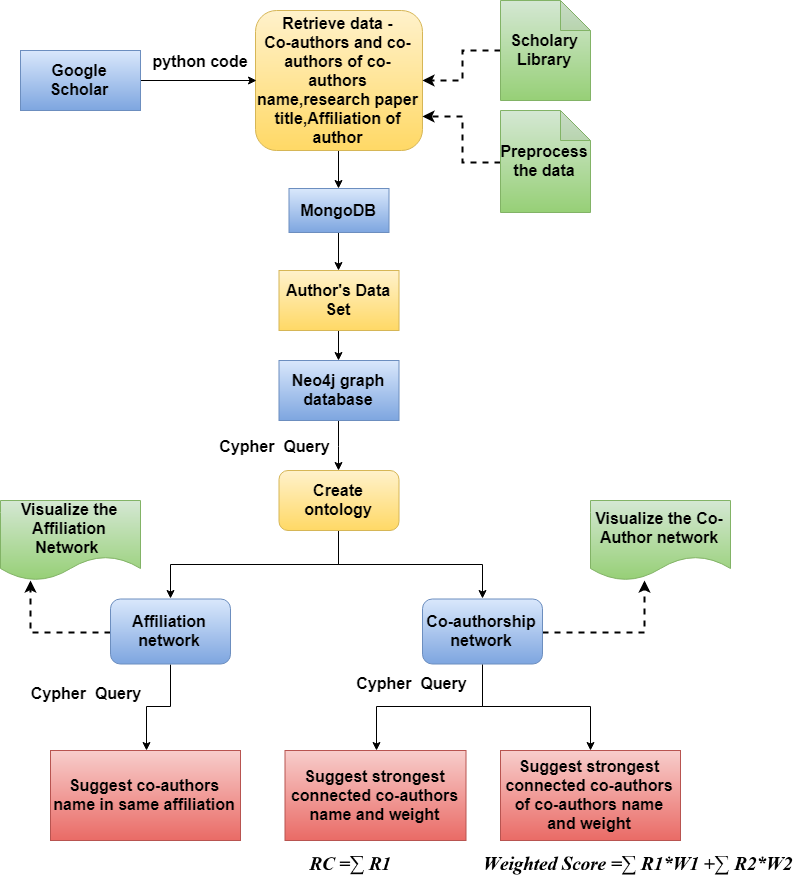 Retrieve data -
Co-authors and co-
authors of co-
authors
name,research paper
title,Affiliation of
author
Google
Scholar
python code
Scholary
Library
Preprocess
the data
MongoDB
Author's Data
Set
Neo4j graph
database
Cypher Query
Create
ontology
Visualize the
Affiliation
Network
Visualize the Co-
Author network
Affiliation
network
Co-authorship
network
Cypher Query
Cypher Query
Suggest co-authors
name in same affiliation
Suggest strongest
connected co-authors
name and weight
Suggest strongest
connected co-authors
of co-authors name
and weight
RC =∑ R1
Weighted Score =∑ R1*W1 +∑ R2*W2